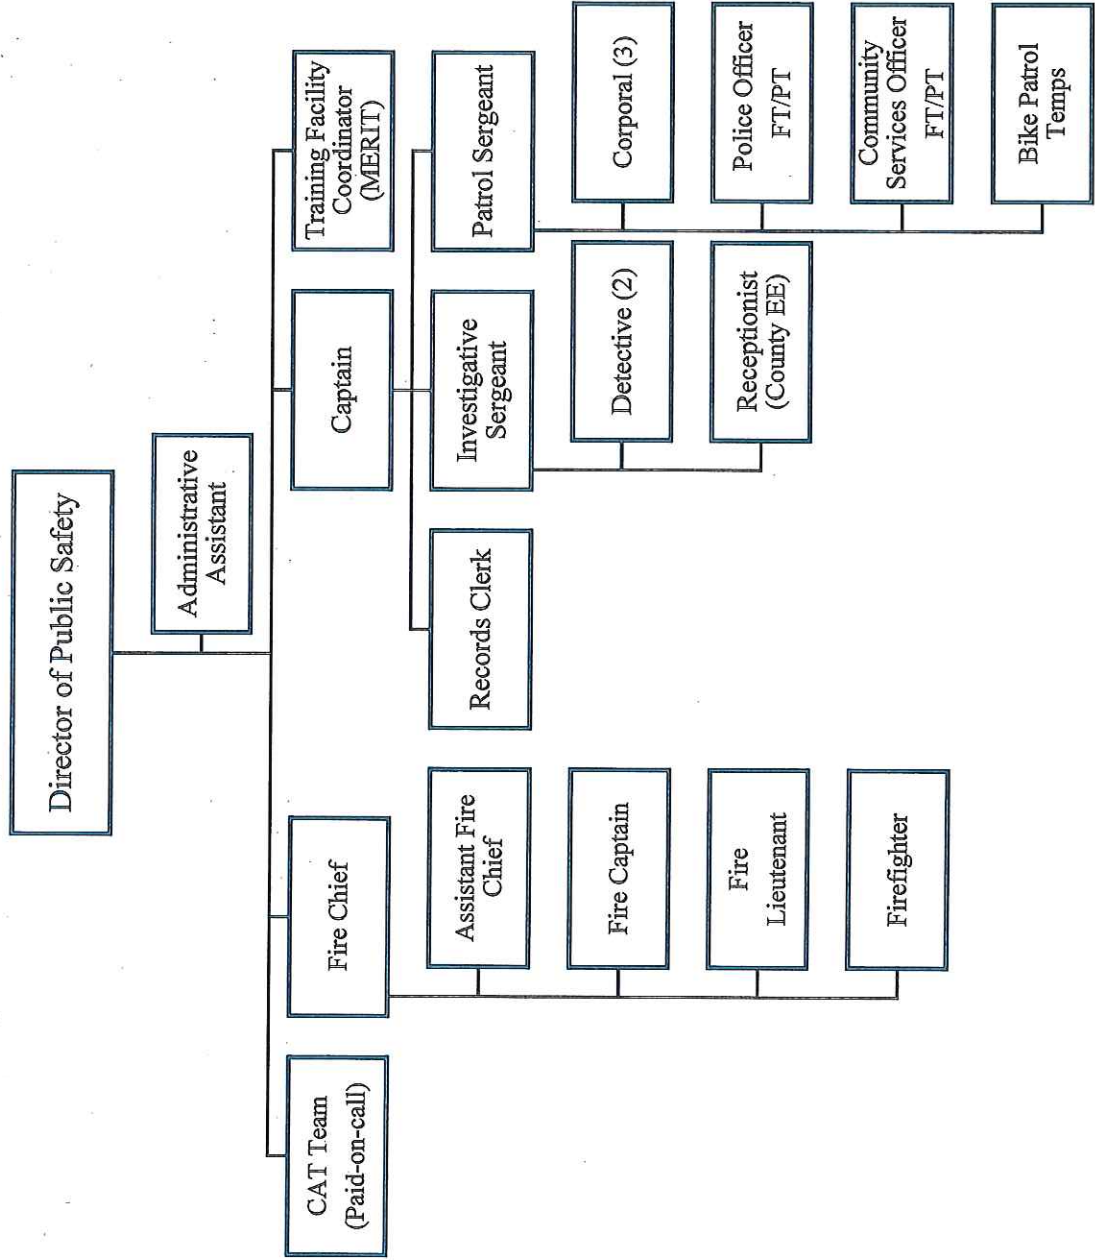 Director of Public Safety
Administrative
Assistant
CAT Team
(Paid-on-call)
Fire Chief
Captain
Training Facility
Coordinator
(MERIT)
Assistant Fire
Chief
Fire Captain
Fire
Lieutenant
Firefighter
Records Clerk
Investigative
Sergeant
Detective (2)
Receptionist
(County EE)
Patrol Sergeant
Corporal (3)
Police Officer
FT/PT
Community
Services Officer
FT/PT
Bike Patrol
Temps